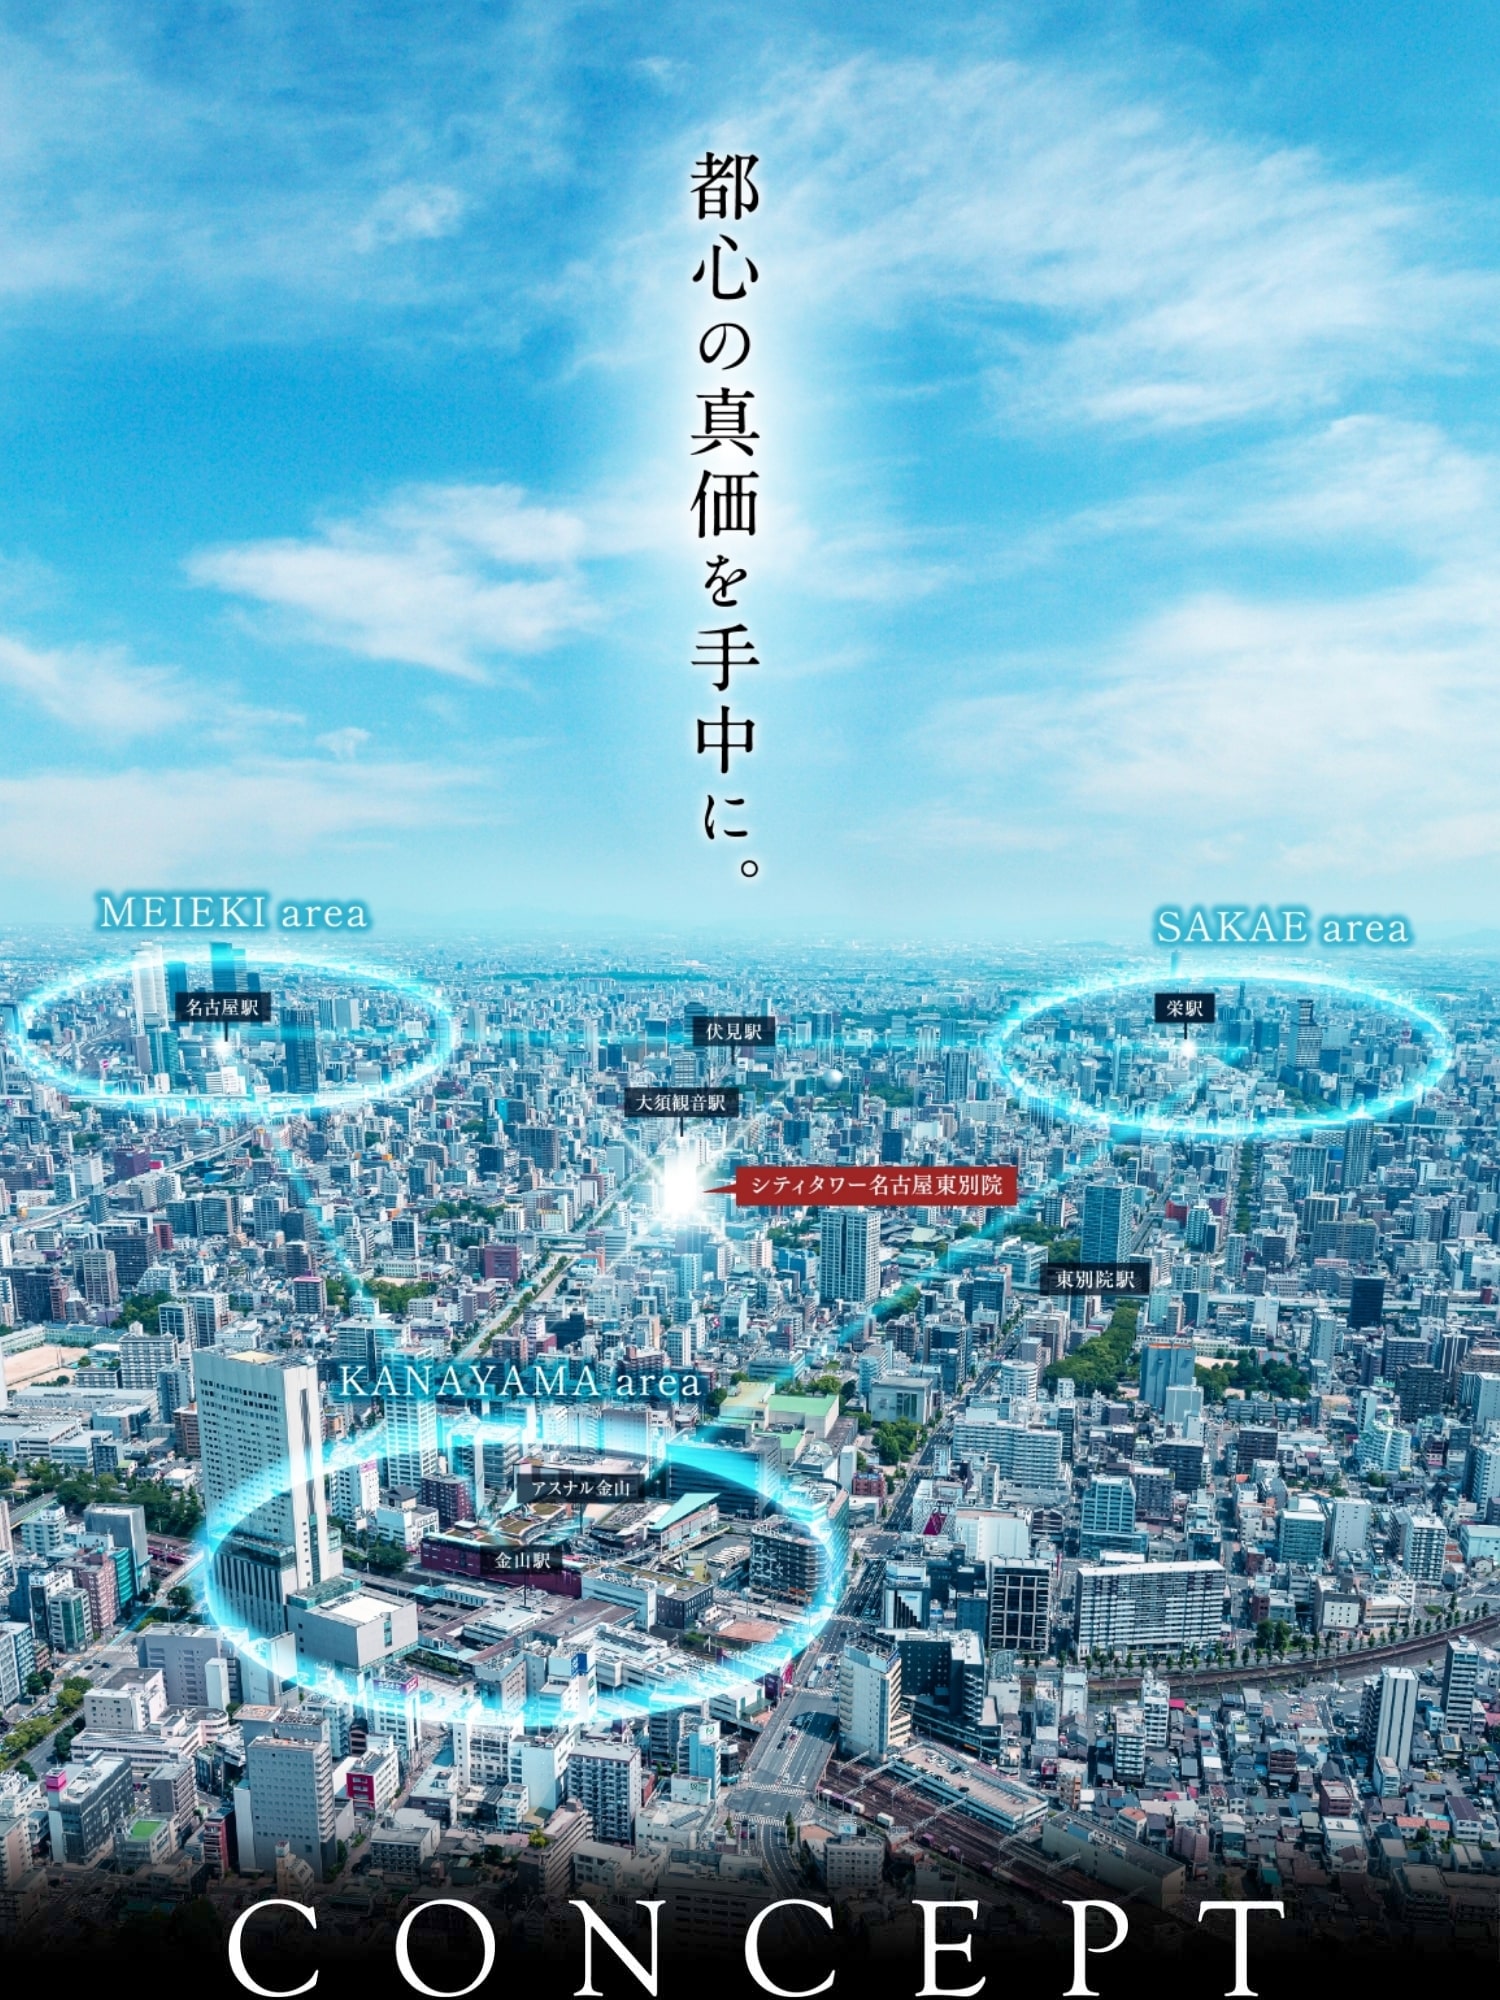 都心の真価を手中に。
MEIEKI area
SAKAE area
名古屋駅
栄駅
伏見駅
大須観音駅
シティタワー名古屋東別院
東別院駅
KANAYAMA area
アスナル金山
金山駅
CONCEPT